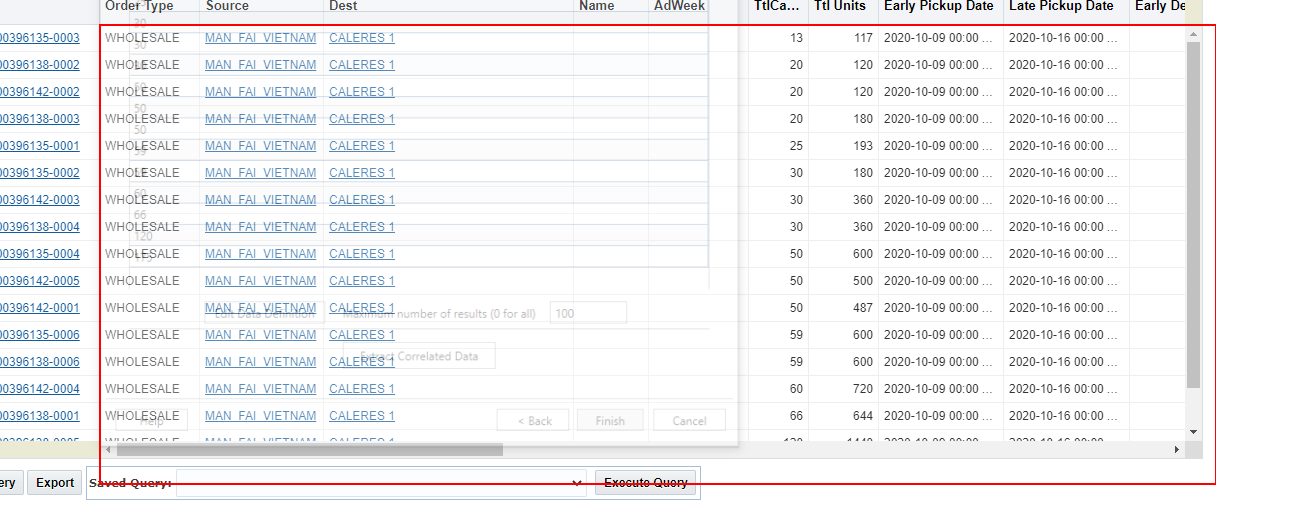 Order Type Source Dest Name AdWeek TtlCa... Ttl Units Early Pickup Date Late Pickup Date Early De
00396135-0003 WHOLESALE MAN_FAI_VIETNAM CALERES 1 13 117 2020-10-09 00:00 ... 2020-10-16 00:00 ...
00396138-0002 WHOLESALE MAN_FAI_VIETNAM CALERES 1 20 120 2020-10-09 00:00 ... 2020-10-16 00:00 ...
00396142-0002 WHOLESALE MAN_FAI_VIETNAM CALERES 1 20 120 2020-10-09 00:00 ... 2020-10-16 00:00 ...
00396138-0003 WHOLESALE MAN_FAI_VIETNAM CALERES 1 20 180 2020-10-09 00:00 ... 2020-10-16 00:00 ...
00396135-0001 WHOLESALE MAN_FAI_VIETNAM CALERES 1 25 193 2020-10-09 00:00 ... 2020-10-16 00:00 ...
00396135-0002 WHOLESALE MAN_FAI_VIETNAM CALERES 1 30 180 2020-10-09 00:00 ... 2020-10-16 00:00 ...
00396142-0003 WHOLESALE MAN_FAI_VIETNAM CALERES 1 30 360 2020-10-09 00:00 ... 2020-10-16 00:00 ...
00396138-0004 WHOLESALE MAN_FAI_VIETNAM CALERES 1 30 360 2020-10-09 00:00 ... 2020-10-16 00:00 ...
00396135-0004 WHOLESALE MAN_FAI_VIETNAM CALERES 1 50 600 2020-10-09 00:00 ... 2020-10-16 00:00 ...
00396142-0005 WHOLESALE MAN_FAI_VIETNAM CALERES 1 50 500 2020-10-09 00:00 ... 2020-10-16 00:00 ...
00396142-0001 WHOLESALE MAN_FAI_VIETNAM CALERES 1 50 487 2020-10-09 00:00 ... 2020-10-16 00:00 ...
Edit Data Definition Maximum number of results (0 for all) 100
00396135-0006 WHOLESALE MAN_FAI_VIETNAM CALERES 1 59 600 2020-10-09 00:00 ... 2020-10-16 00:00 ...
Extract Correlated Data
00396138-0006 WHOLESALE MAN_FAI_VIETNAM CALERES 1 59 600 2020-10-09 00:00 ... 2020-10-16 00:00 ...
00396142-0004 WHOLESALE MAN_FAI_VIETNAM CALERES 1 60 720 2020-10-09 00:00 ... 2020-10-16 00:00 ...
00396138-0001 WHOLESALE MAN_FAI_VIETNAM CALERES 1 66 644 2020-10-09 00:00 ... 2020-10-16 00:00 ...
Help < Back Finish Cancel
ery Export Saved Query: Execute Query